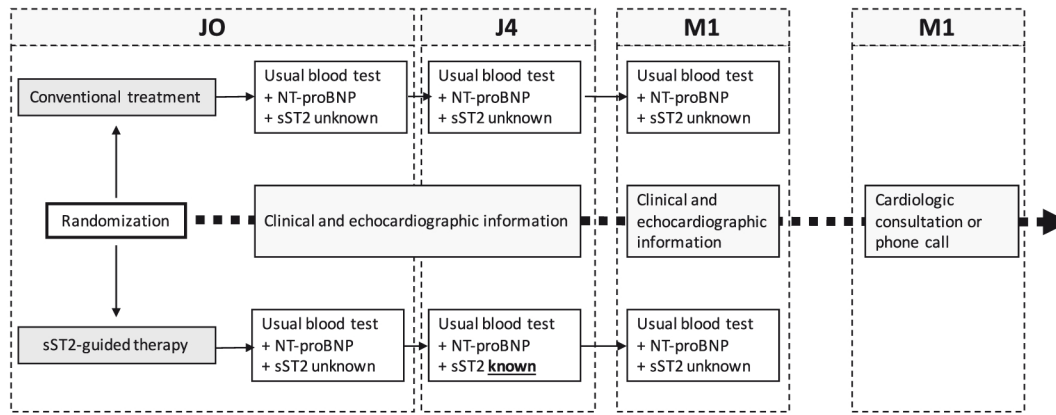 JO
J4
M1
M1
Conventional treatment
Usual blood test
+ NT-proBNP
+ sST2 unknown
Usual blood test
+ NT-proBNP
+ sST2 unknown
Usual blood test
+ NT-proBNP
+ sST2 unknown
Randomization
Clinical and echocardiographic information
Clinical and
echocardiographic
information
Cardiologic
consultation or
phone call
sST2-guided therapy
Usual blood test
+ NT-proBNP
+ sST2 unknown
Usual blood test
+ NT-proBNP
+ sST2 known
Usual blood test
+ NT-proBNP
+ sST2 unknown